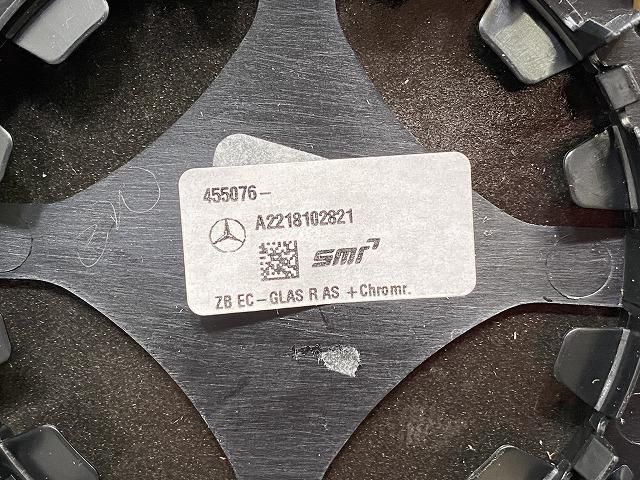 455076-
A2218102821
smr
ZB EC-GLAS R AS +Chromr.